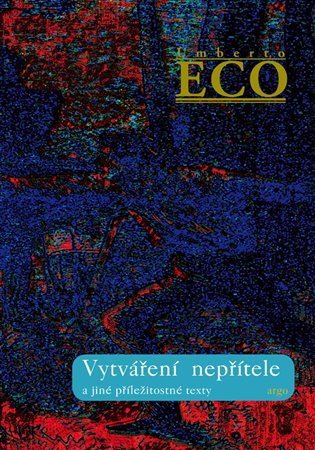 Umberto
ECO
Vytváření nepřítele
a jiné příležitostné texty
argo